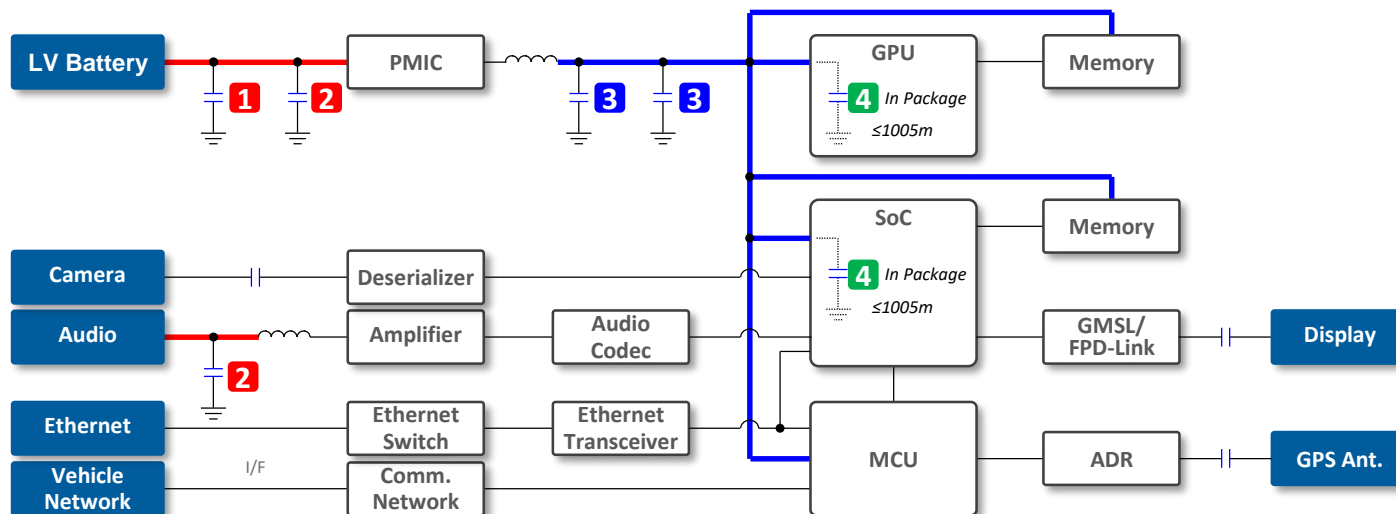 LV Battery
PMIC
GPU
Memory
1
2
3
3
4
In Package
≤1005m
SoC
Memory
Camera
Deserializer
4
In Package
≤1005m
Audio
Amplifier
Audio
Codec
GMSL/
FPD-Link
Display
2
Ethernet
Ethernet
Switch
Ethernet
Transceiver
MCU
ADR
GPS Ant.
I/F
Vehicle
Network
Comm.
Network